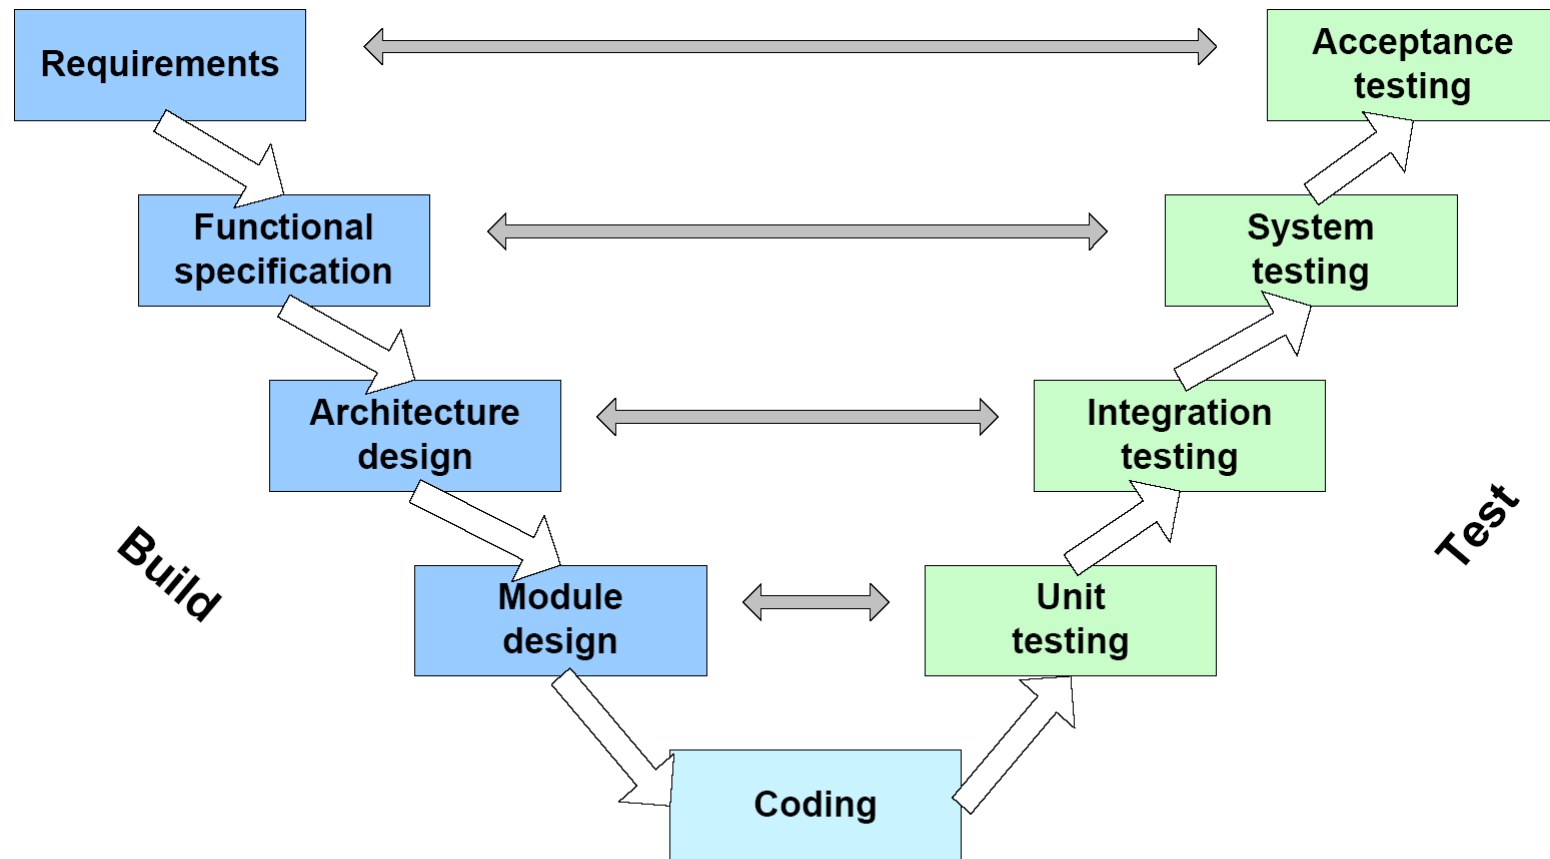 Requirements
Acceptance
testing
Functional
specification
System
testing
Architecture
design
Integration
testing
Build
Test
Module
design
Unit
testing
Coding